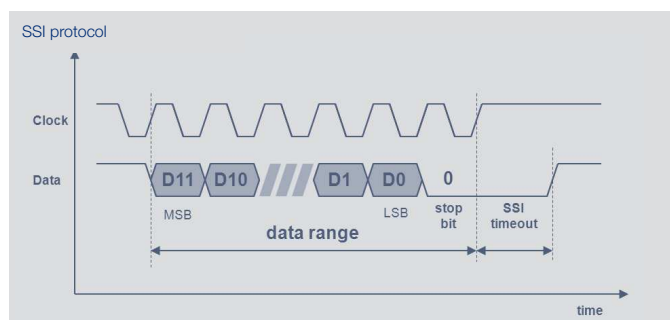 SSI protocol
Clock
Data
D11 D10 D1 D0 0
MSB
LSB
stop
bit
SSI
timeout
data range
time